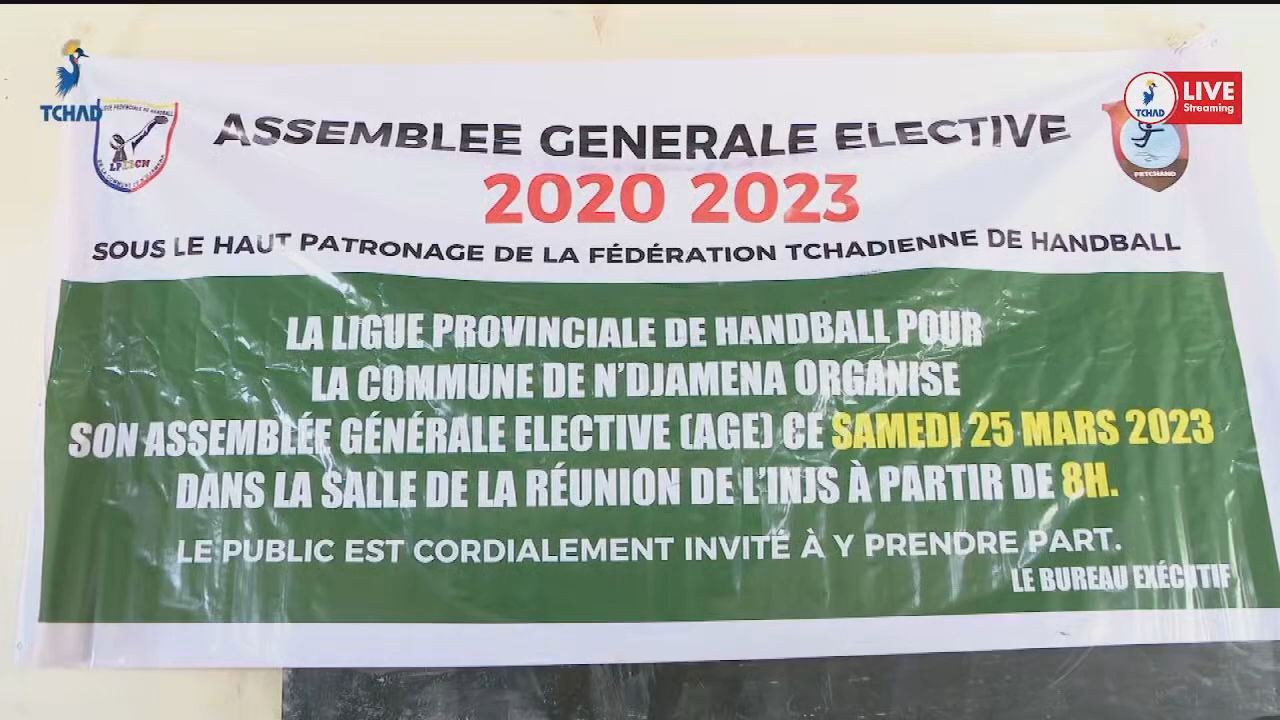 TCHAD
LIVE
Streaming
TCHAD
ASSEMBLEE GENERALE ELECTIVE
2020 2023
SOUS LE HAUT PATRONAGE DE LA FÉDÉRATION TCHADIENNE DE HANDBALL
LA LIGUE PROVINCIALE DE HANDBALL POUR
LA COMMUNE DE N'DJAMENA ORGANISE
SON ASSEMBLÉE GÉNÉRALE ELECTIVE (AGE) CE SAMEDI 25 MARS 2023
DANS LA SALLE DE LA RÉUNION DE L'INJS À PARTIR DE 8H.
LE PUBLIC EST CORDIALEMENT INVITÉ À Y PRENDRE PART.
LE BUREAU EXÉCUTIF